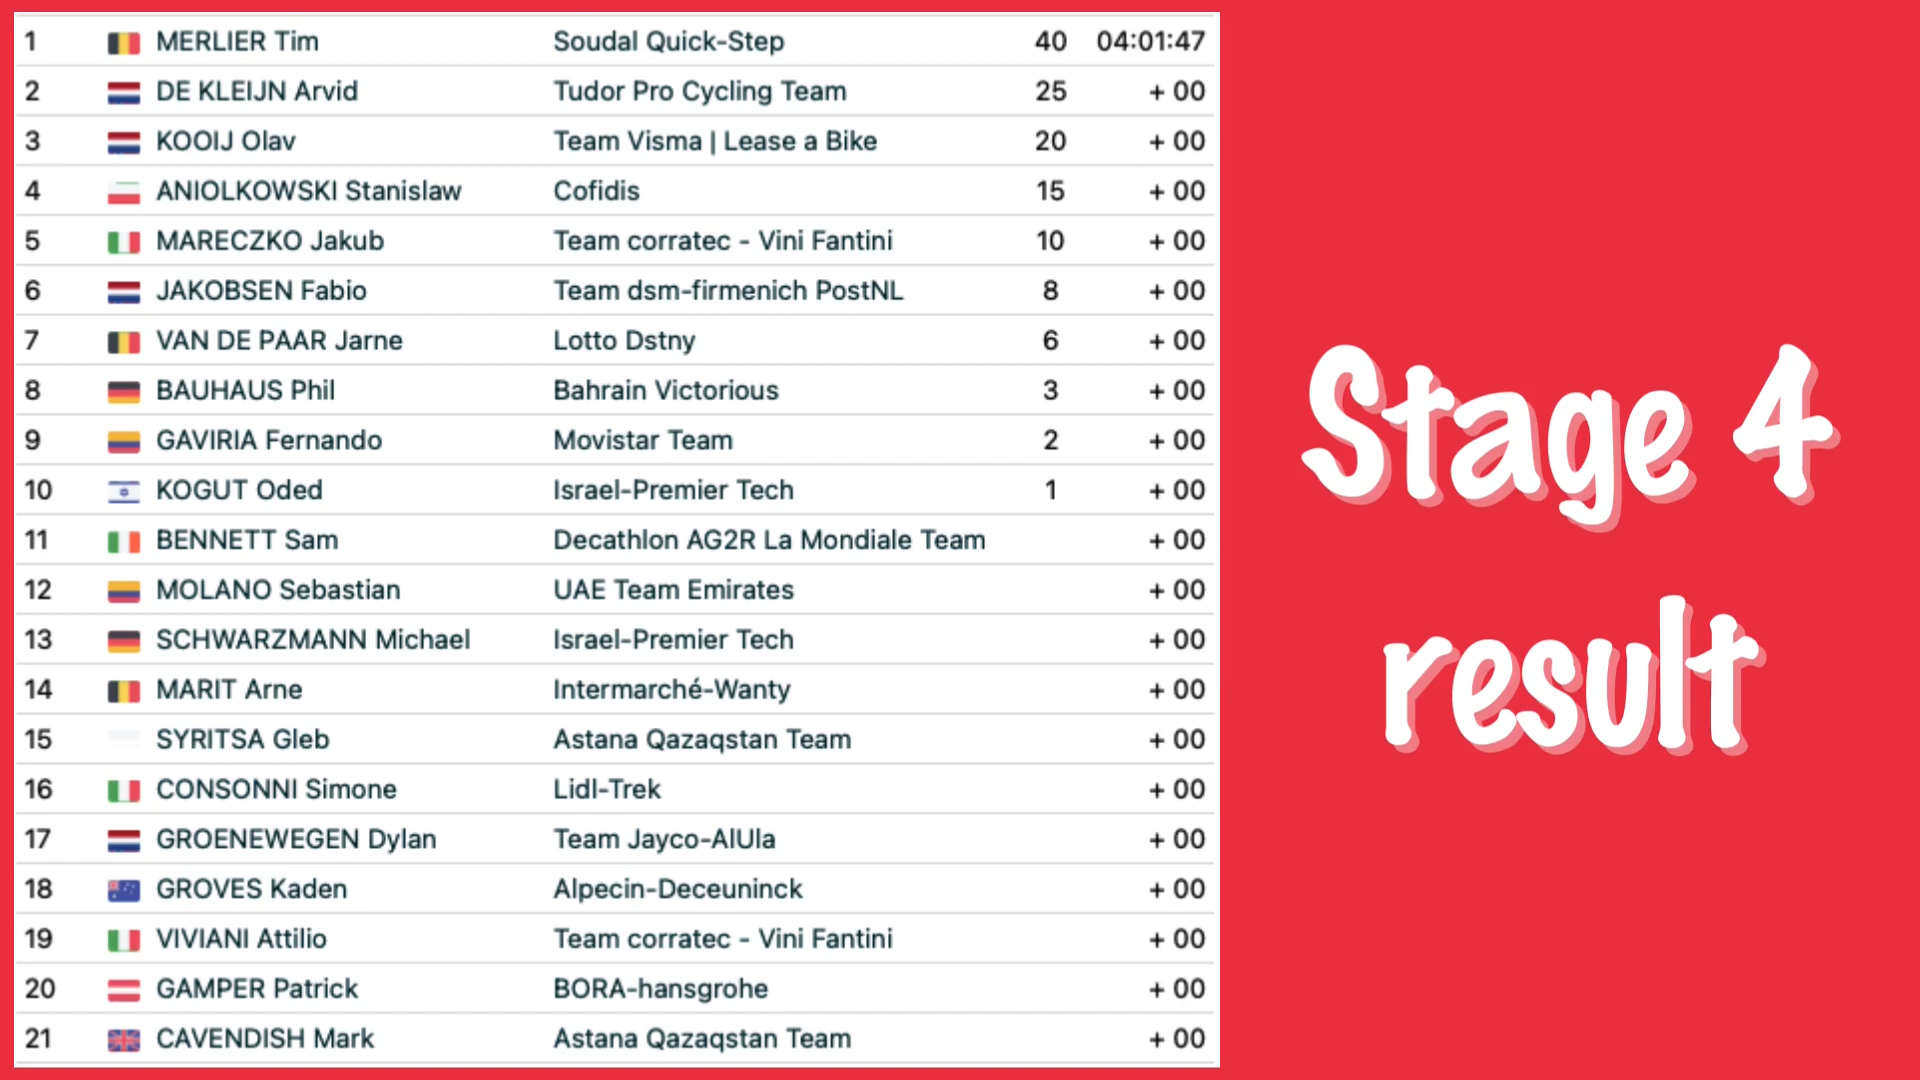 1 MERLIER Tim Soudal Quick-Step 40 04:01:47
2 DE KLEIJN Arvid Tudor Pro Cycling Team 25 + 00
3 KOOIJ Olav Team Visma | Lease a Bike 20 + 00
4 ANIOLKOWSKI Stanislaw Cofidis 15 + 00
5 MARECZKO Jakub Team corratec - Vini Fantini 10 + 00
6 JAKOBSEN Fabio Team dsm-firmenich PostNL 8 + 00
7 VAN DE PAAR Jarne Lotto Dstny 6 + 00
8 BAUHAUS Phil Bahrain Victorious 3 + 00
9 GAVIRIA Fernando Movistar Team 2 + 00
10 KOGUT Oded Israel-Premier Tech 1 + 00
11 BENNETT Sam Decathlon AG2R La Mondiale Team + 00
12 MOLANO Sebastian UAE Team Emirates + 00
13 SCHWARZMANN Michael Israel-Premier Tech + 00
14 MARIT Arne Intermarché-Wanty + 00
15 SYRITSA Gleb Astana Qazaqstan Team + 00
16 CONSONNI Simone Lidl-Trek + 00
17 GROENEWEGEN Dylan Team Jayco-AlUla + 00
18 GROVES Kaden Alpecin-Deceuninck + 00
19 VIVIANI Attilio Team corratec - Vini Fantini + 00
20 GAMPER Patrick BORA-hansgrohe + 00
21 CAVENDISH Mark Astana Qazaqstan Team + 00
Stage 4
result